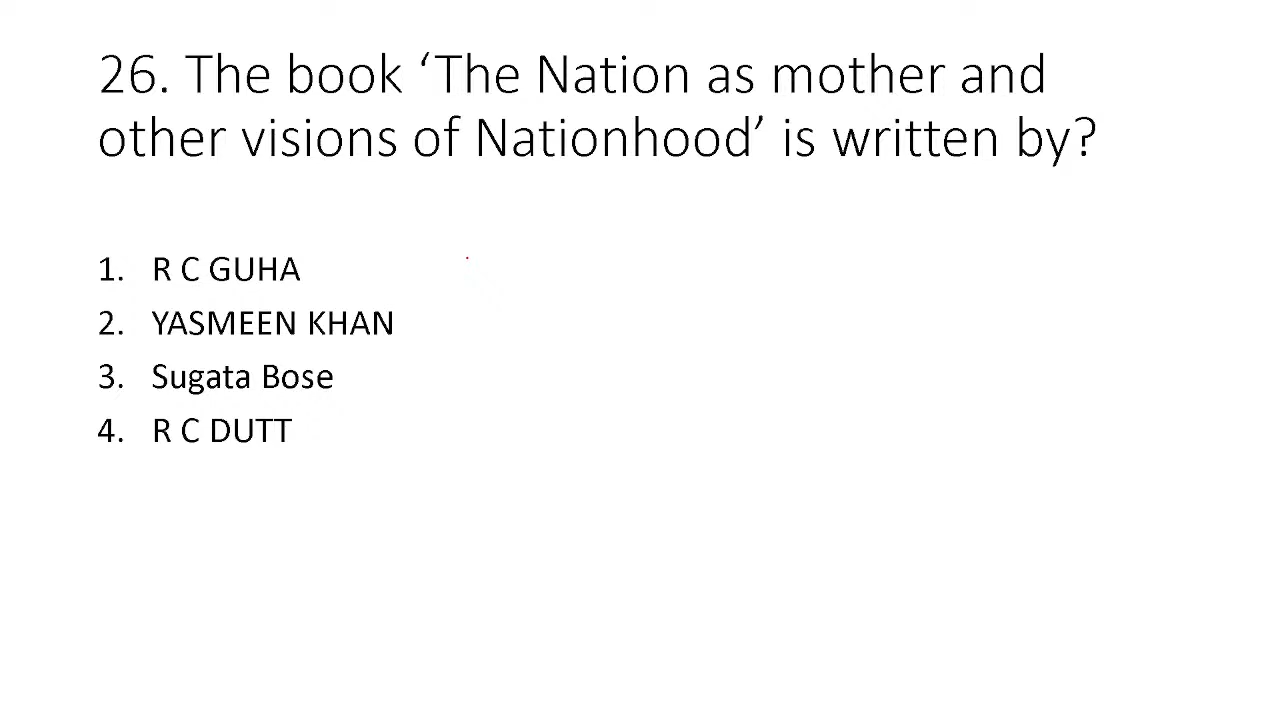 26. The book ‘The Nation as mother and
other visions of Nationhood’ is written by?
1. R C GUHA
2. YASMEEN KHAN
3. Sugata Bose
4. R C DUTT